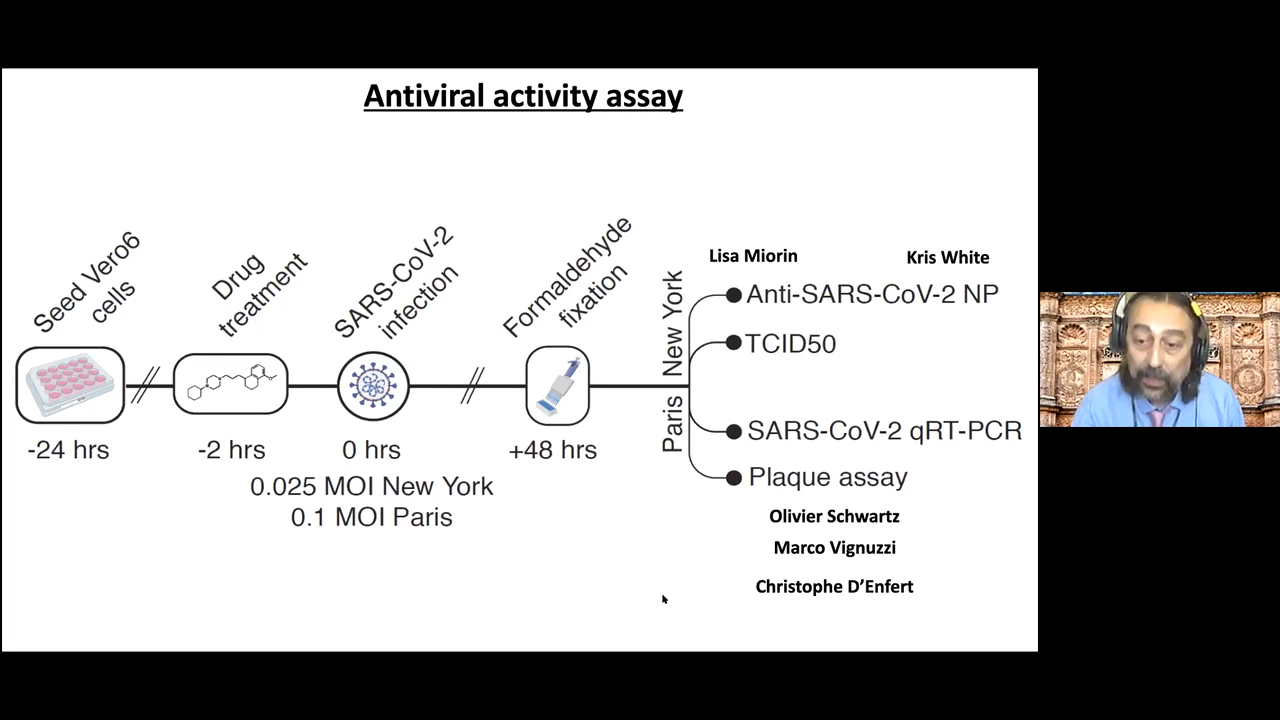 Antiviral activity assay
Seed Vero6
cells
Drug
treatment
SARS-CoV-2
infection
Formaldehyde
fixation
-24 hrs
-2 hrs
0 hrs
+48 hrs
0.025 MOI New York
0.1 MOI Paris
New York
Paris
Lisa Miorin
Kris White
Anti-SARS-CoV-2 NP
TCID50
SARS-CoV-2 qRT-PCR
Plaque assay
Olivier Schwartz
Marco Vignuzzi
Christophe D’Enfert